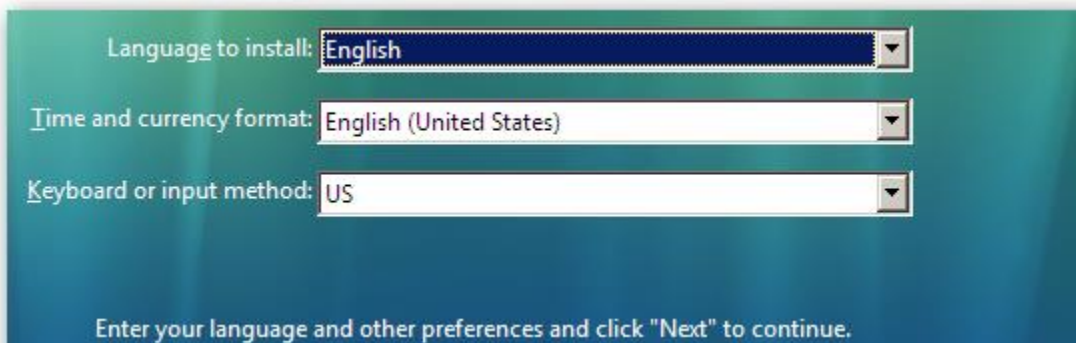 Language to install: English
Time and currency format: English (United States)
Keyboard or input method: US
Enter your language and other preferences and click "Next" to continue.